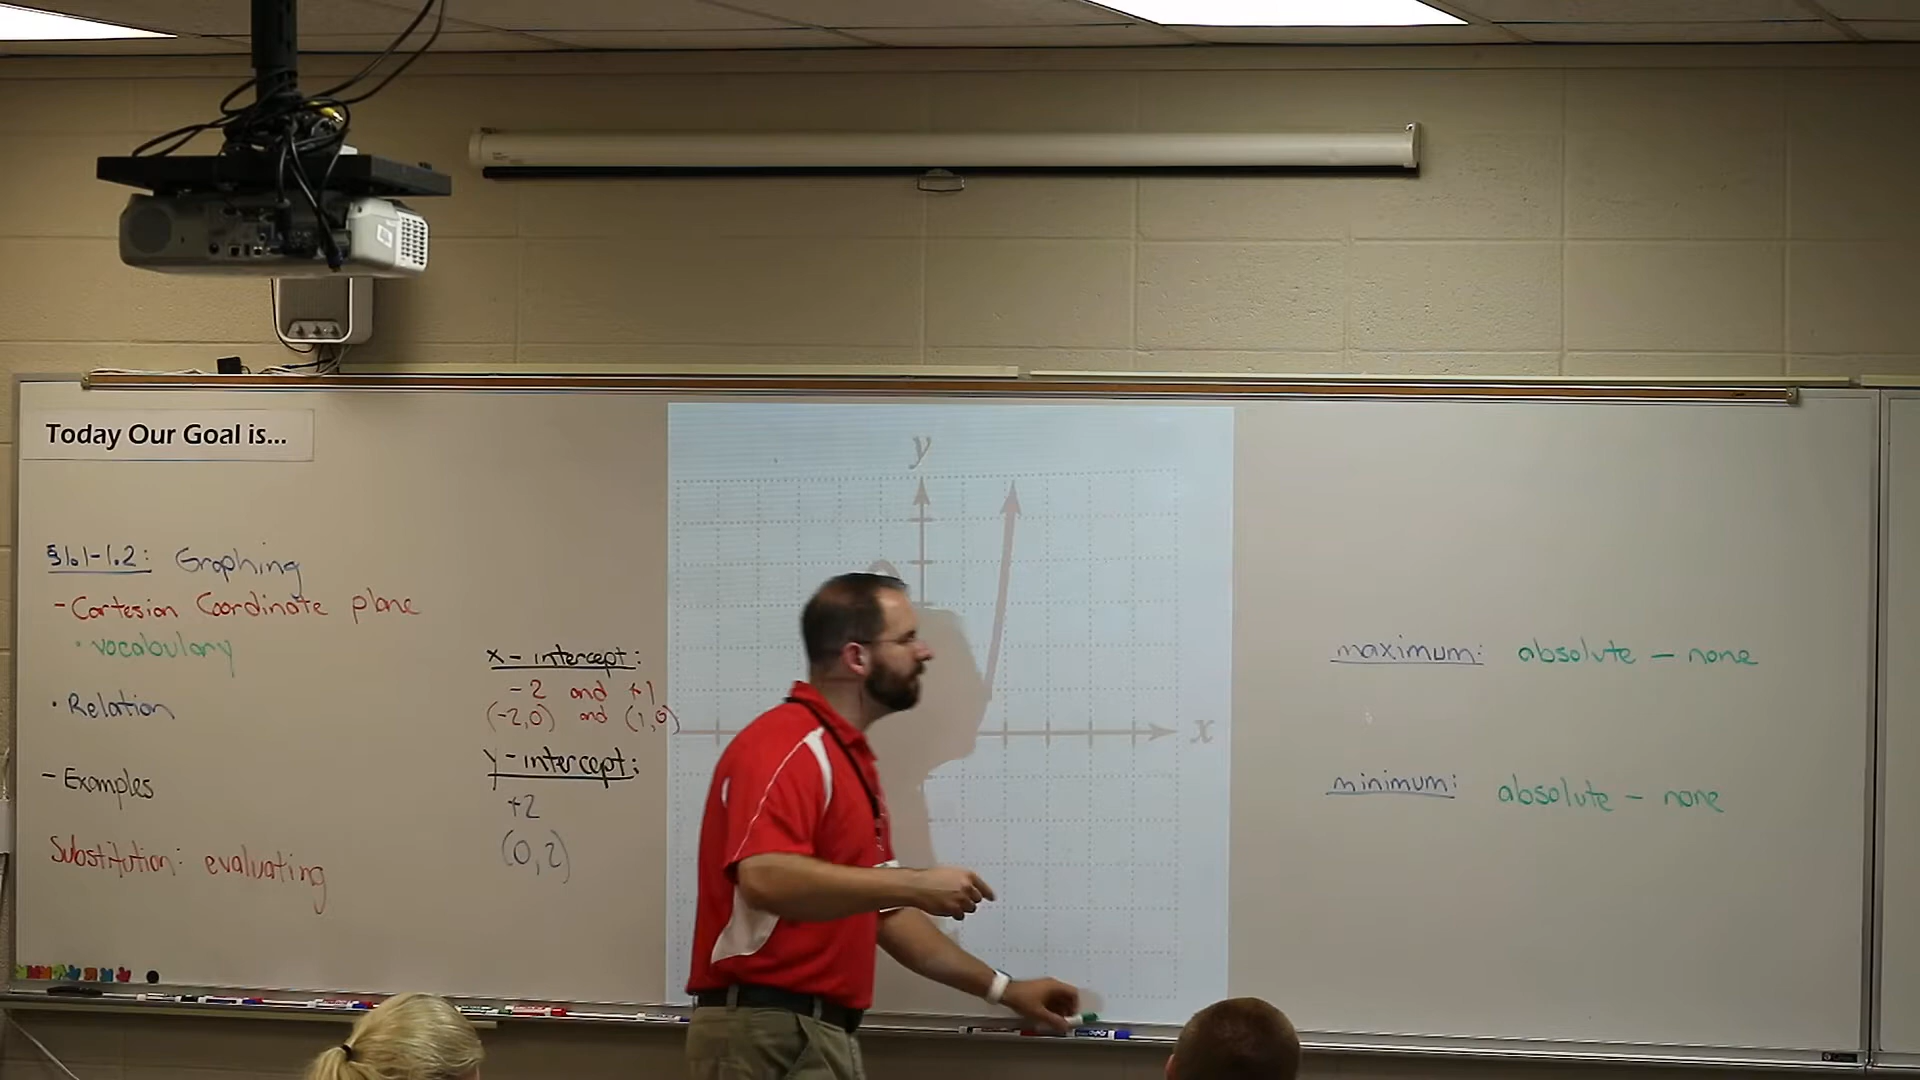 Today Our Goal is...
§1.1-1.2: Graphing
- Cartesian Coordinate plane
• vocabulary
• Relation
- Examples
Substitution: evaluating
x - intercept:
-2 and +1
(-2,0) and (1,0)
y - intercept:
+2
(0,2)
y
x
maximum: absolute - none
minimum: absolute - none